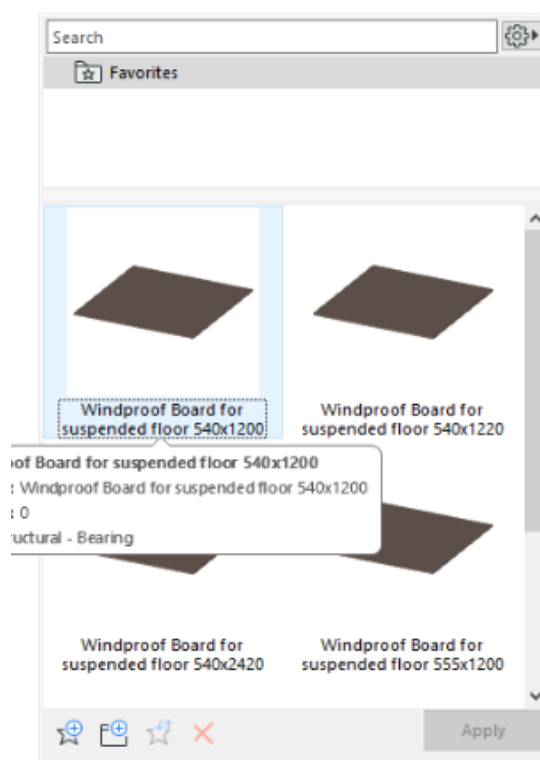 Search
Favorites
Windproof Board for
suspended floor 540x1200
Windproof Board for
suspended floor 540x1220
of Board for suspended floor 540x1200
: Windproof Board for suspended floor 540x1200
: 0
uctural - Bearing
Windproof Board for
suspended floor 540x2420
Windproof Board for
suspended floor 555x1200
Apply